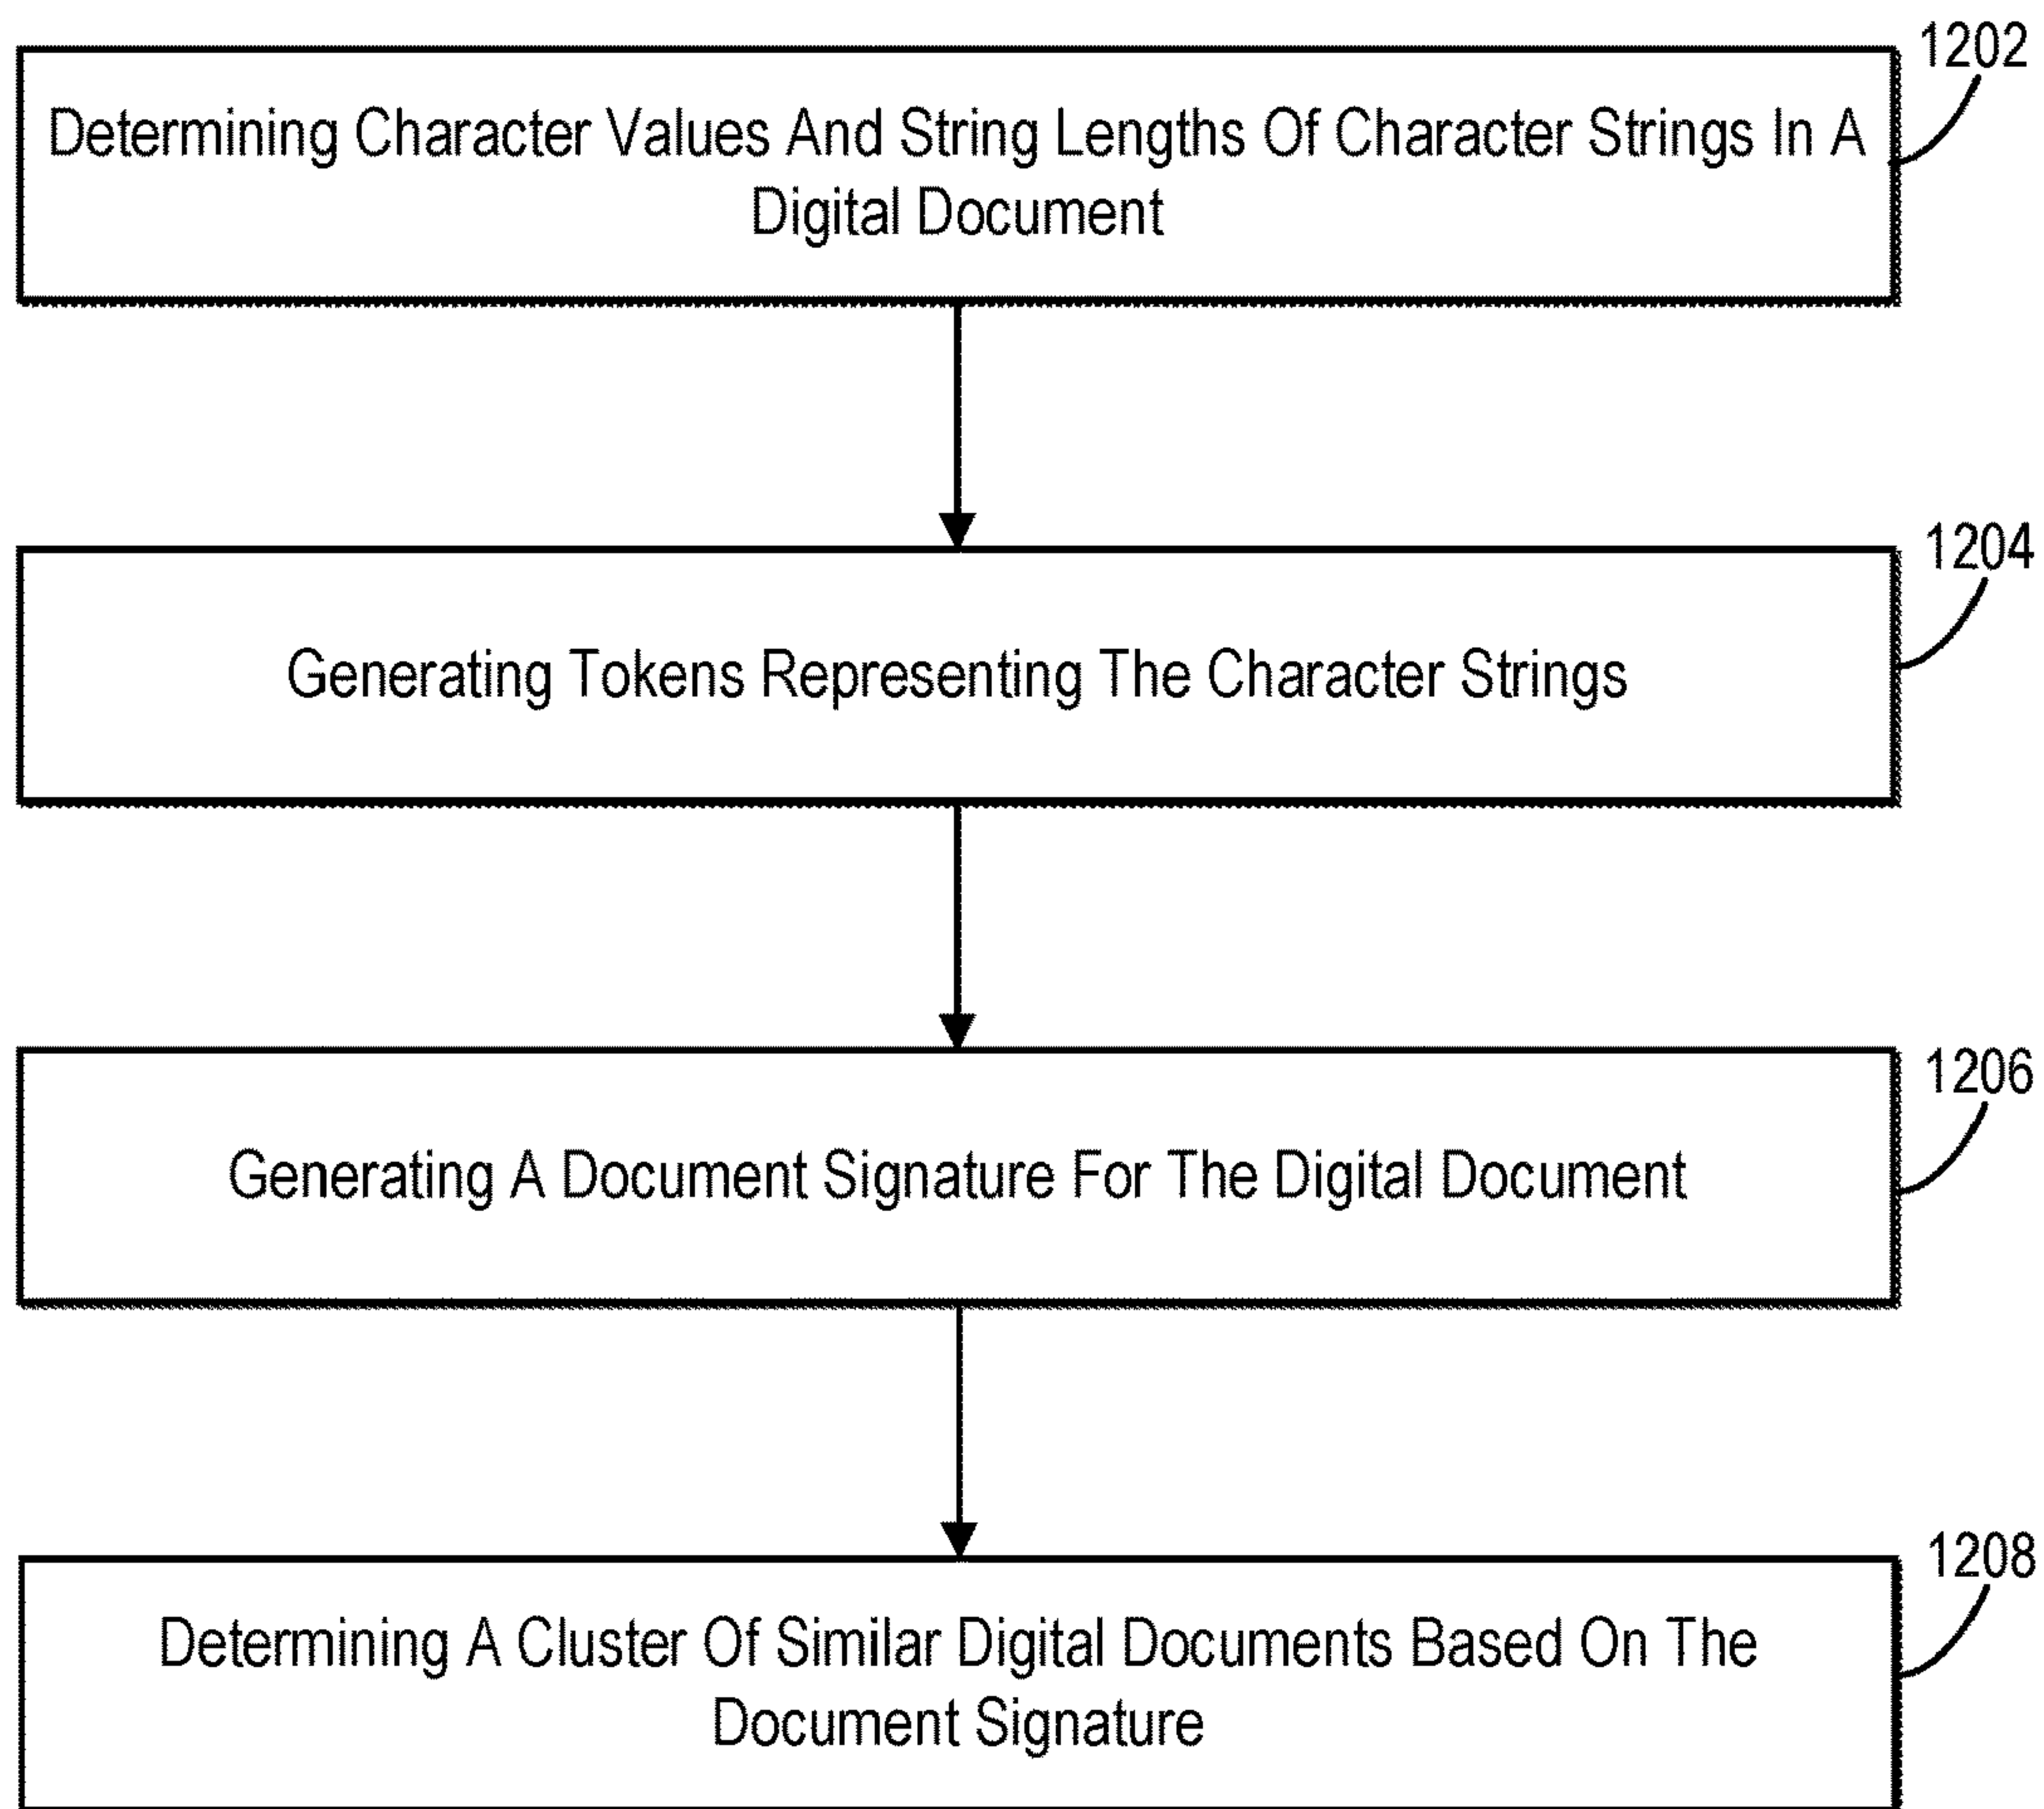 1202
Determining Character Values And String Lengths Of Character Strings In A
Digital Document
1204
Generating Tokens Representing The Character Strings
1206
Generating A Document Signature For The Digital Document
1208
Determining A Cluster Of Similar Digital Documents Based On The
Document Signature